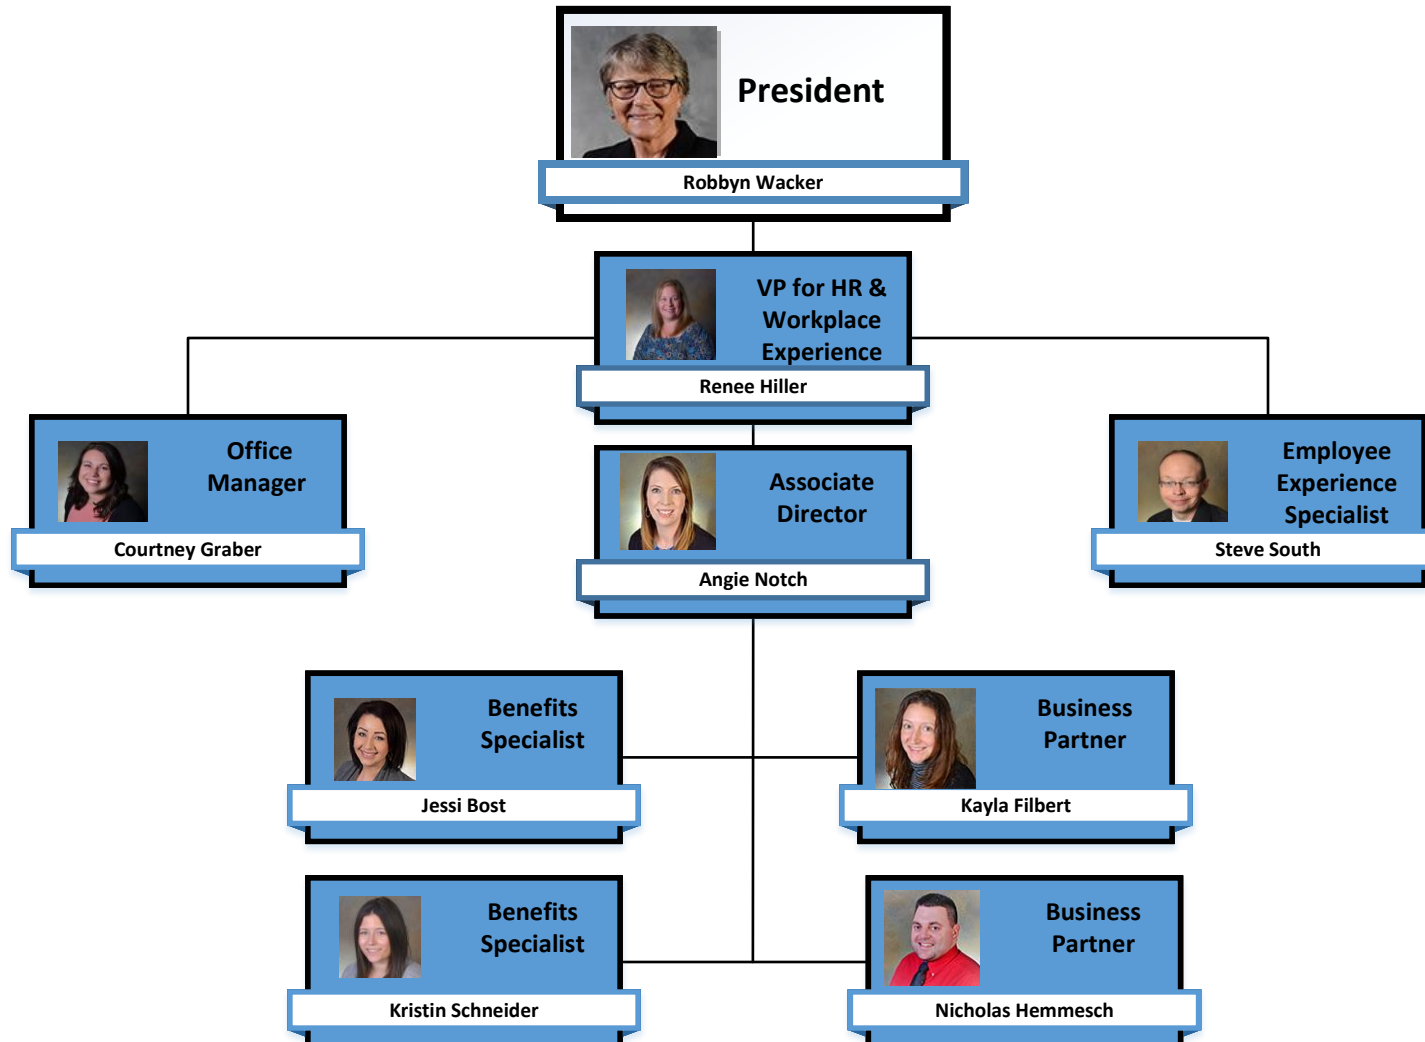 President
Robbyn Wacker
VP for HR &
Workplace
Experience
Renee Hiller
Office
Manager
Courtney Graber
Associate
Director
Angie Notch
Employee
Experience
Specialist
Steve South
Benefits
Specialist
Jessi Bost
Business
Partner
Kayla Filbert
Benefits
Specialist
Kristin Schneider
Business
Partner
Nicholas Hemmesch